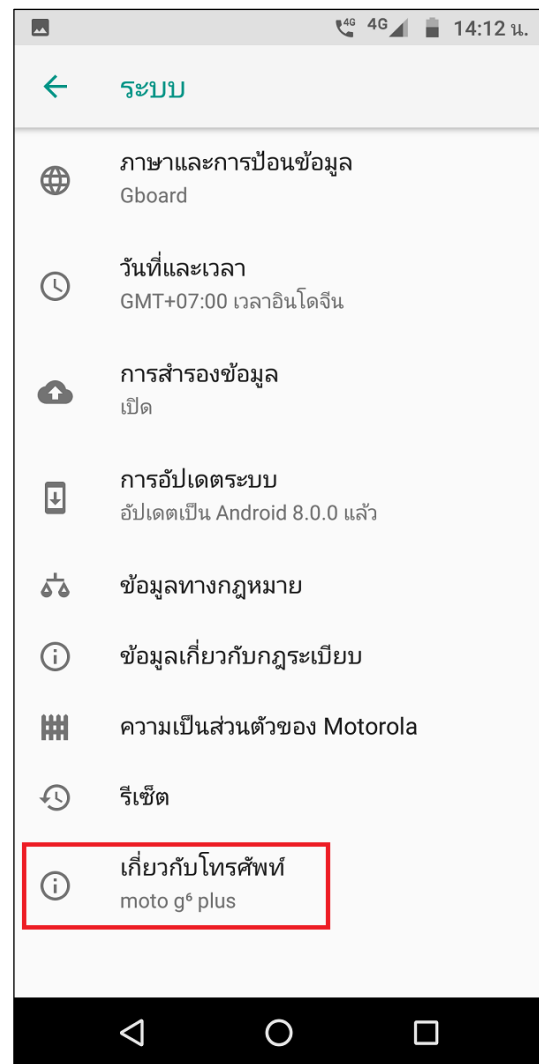 4G 4G 14:12 น.
ระบบ
ภาษาและการป้อนข้อมูล
Gboard
วันที่และเวลา
GMT+07:00 เวลาอินโดจีน
การสำรองข้อมูล
เปิด
การอัปเดตระบบ
อัปเดตเป็น Android 8.0.0 แล้ว
ข้อมูลทางกฎหมาย
ข้อมูลเกี่ยวกับกฎระเบียบ
ความเป็นส่วนตัวของ Motorola
รีเซ็ต
เกี่ยวกับโทรศัพท์
moto g⁶ plus